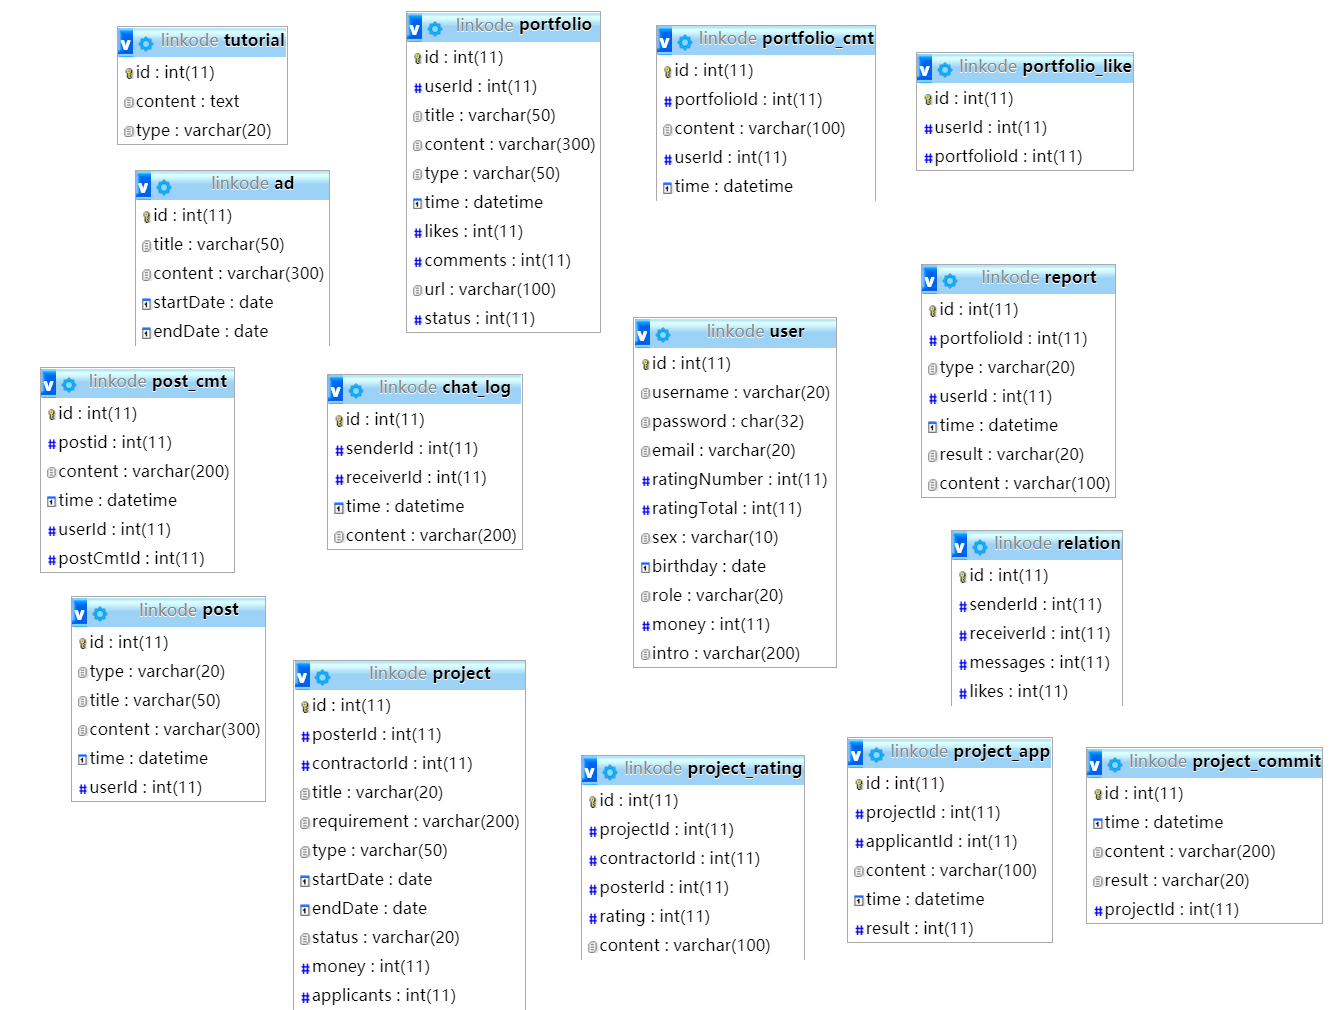 linkode tutorial
id : int(11)
content : text
type : varchar(20)
linkode portfolio
id : int(11)
userId : int(11)
title : varchar(50)
content : varchar(300)
type : varchar(50)
time : datetime
likes : int(11)
comments : int(11)
url : varchar(100)
status : int(11)
linkode portfolio_cmt
id : int(11)
portfolioId : int(11)
content : varchar(100)
userId : int(11)
time : datetime
linkode portfolio_like
id : int(11)
userId : int(11)
portfolioId : int(11)
linkode ad
id : int(11)
title : varchar(50)
content : varchar(300)
startDate : date
endDate : date
linkode report
id : int(11)
portfolioId : int(11)
type : varchar(20)
userId : int(11)
time : datetime
result : varchar(20)
content : varchar(100)
linkode user
id : int(11)
username : varchar(20)
password : char(32)
email : varchar(20)
ratingNumber : int(11)
ratingTotal : int(11)
sex : varchar(10)
birthday : date
role : varchar(20)
money : int(11)
intro : varchar(200)
linkode post_cmt
id : int(11)
postid : int(11)
content : varchar(200)
time : datetime
userId : int(11)
postCmtId : int(11)
linkode chat_log
id : int(11)
senderId : int(11)
receiverId : int(11)
time : datetime
content : varchar(200)
linkode relation
id : int(11)
senderId : int(11)
receiverId : int(11)
messages : int(11)
likes : int(11)
linkode post
id : int(11)
type : varchar(20)
title : varchar(50)
content : varchar(300)
time : datetime
userId : int(11)
linkode project
id : int(11)
posterId : int(11)
contractorId : int(11)
title : varchar(20)
requirement : varchar(200)
type : varchar(50)
startDate : date
endDate : date
status : varchar(20)
money : int(11)
applicants : int(11)
linkode project_rating
id : int(11)
projectId : int(11)
contractorId : int(11)
posterId : int(11)
rating : int(11)
content : varchar(100)
linkode project_app
id : int(11)
projectId : int(11)
applicantId : int(11)
content : varchar(100)
time : datetime
result : int(11)
linkode project_commit
id : int(11)
time : datetime
content : varchar(200)
result : varchar(20)
projectId : int(11)